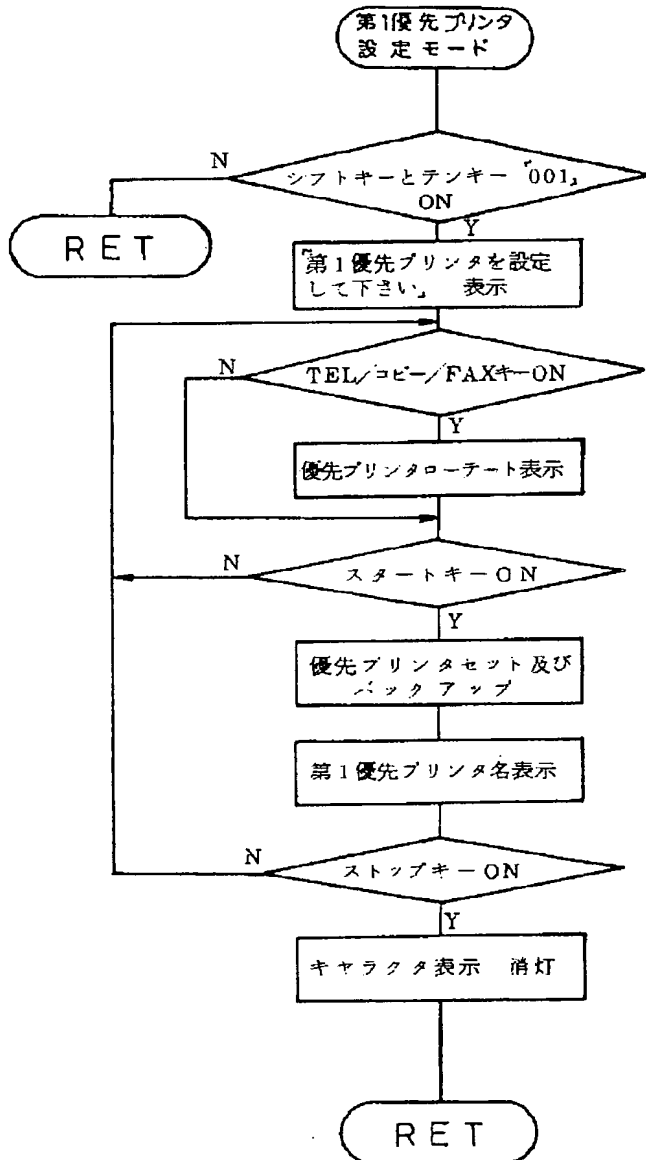 第1優先プリンタ
設定モード
N
シフトキーとテンキー「001」
ON
Y
RET
「第1優先プリンタを設定
して下さい」 表示
N
TEL/コピー/FAXキーON
Y
優先プリンタローテート表示
N
スタートキーON
Y
優先プリンタセット及び
バックアップ
第1優先プリンタ名表示
N
ストップキーON
Y
キャラクタ表示 消灯
RET